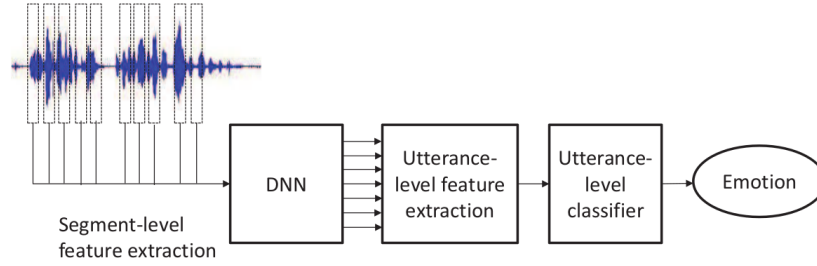 Segment-level
feature extraction
DNN
Utterance-
level feature
extraction
Utterance-
level
classifier
Emotion